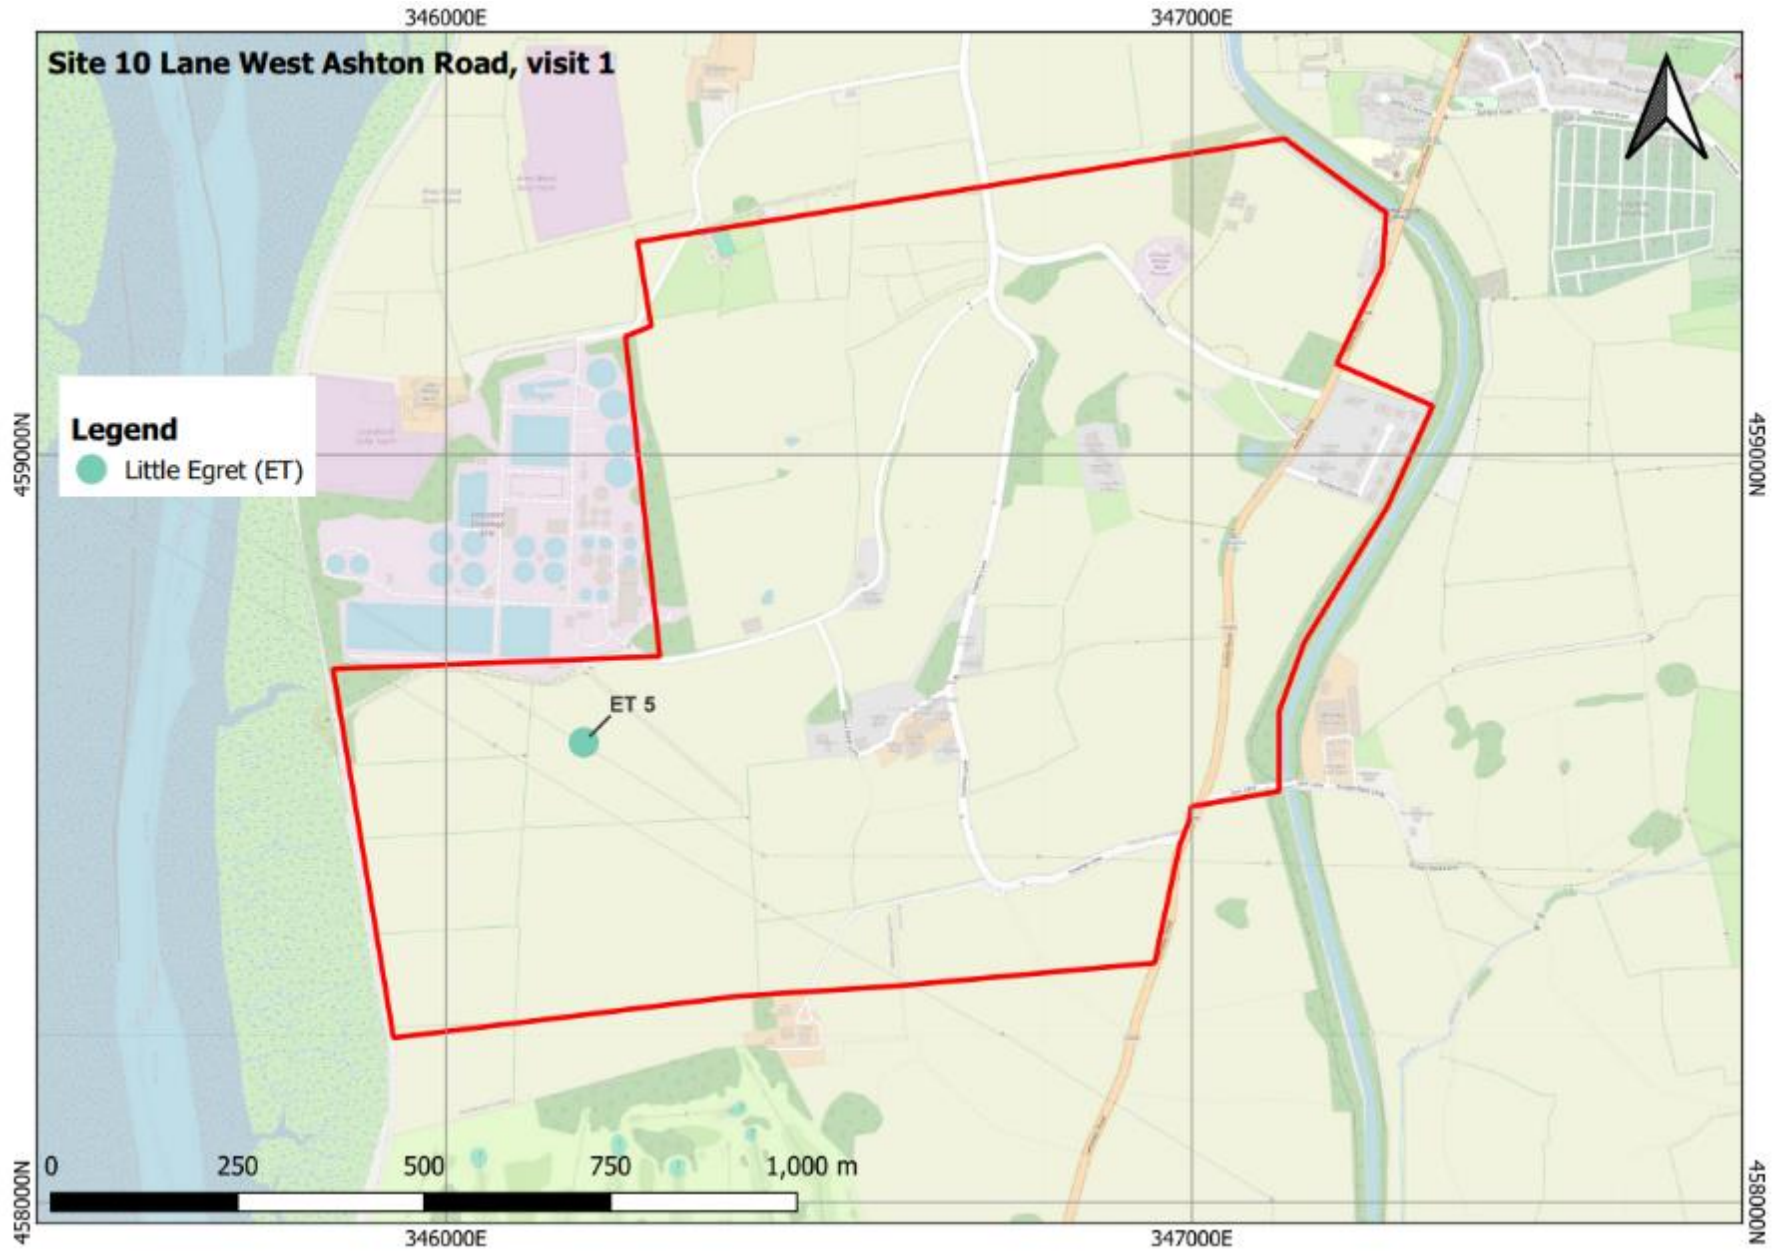 346000E
347000E
Site 10 Lane West Ashton Road, visit 1
459000N
459000N
Legend
Little Egret (ET)
ET 5
0 250 500 750 1,000 m
458000N
458000N
346000E
347000E